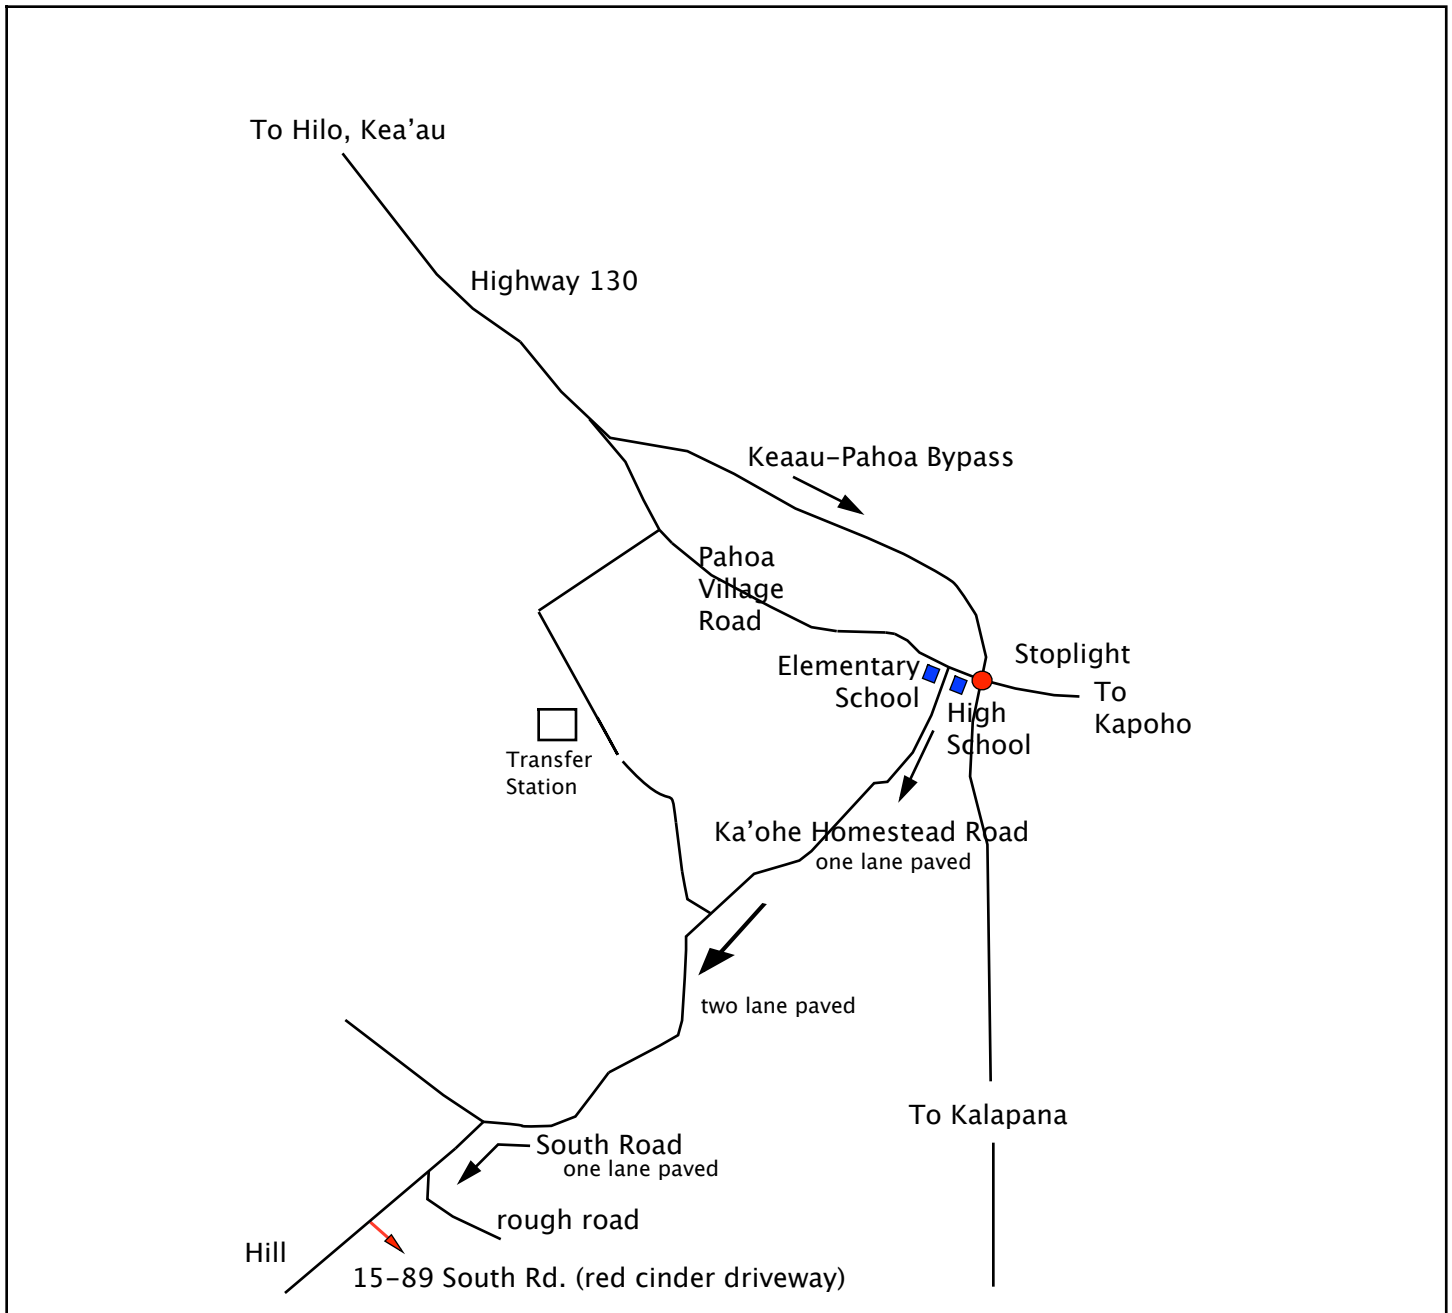 To Hilo, Kea’au
Highway 130
Keaau-Pahoa Bypass
Pahoa
Village
Road
Stoplight
Elementary
School
To
Kapoho
High
School
Transfer
Station
Ka’ohe Homestead Road
one lane paved
two lane paved
To Kalapana
South Road
one lane paved
rough road
Hill
15-89 South Rd. (red cinder driveway)